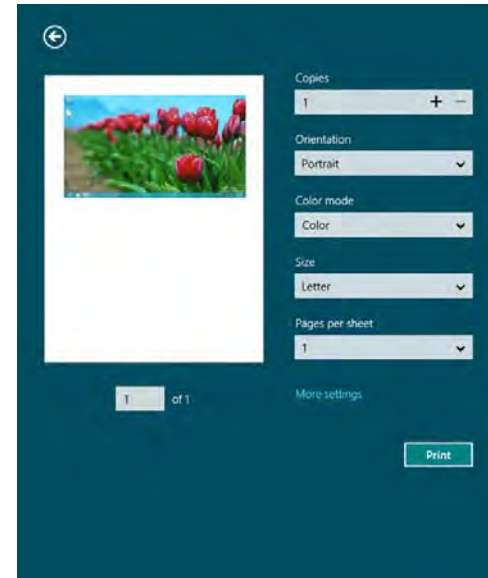 Copies
1
Orientation
Portrait
Color mode
Color
Size
Letter
Pages per sheet
1
1 of 1
More settings
Print